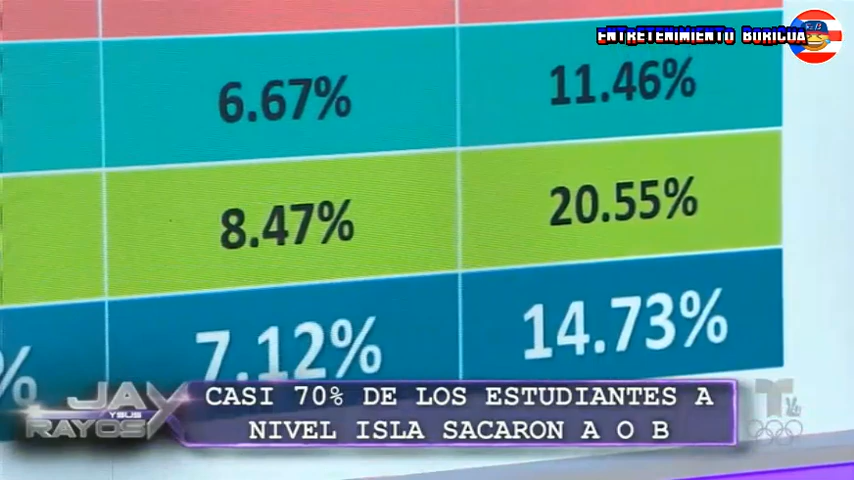 ENTRETENIMIENTO BORICUA
6.67% 11.46%
8.47% 20.55%
% 7.12% 14.73%
JAY
Y SUS
RAYOS X
CASI 70% DE LOS ESTUDIANTES A
NIVEL ISLA SACARON A O B